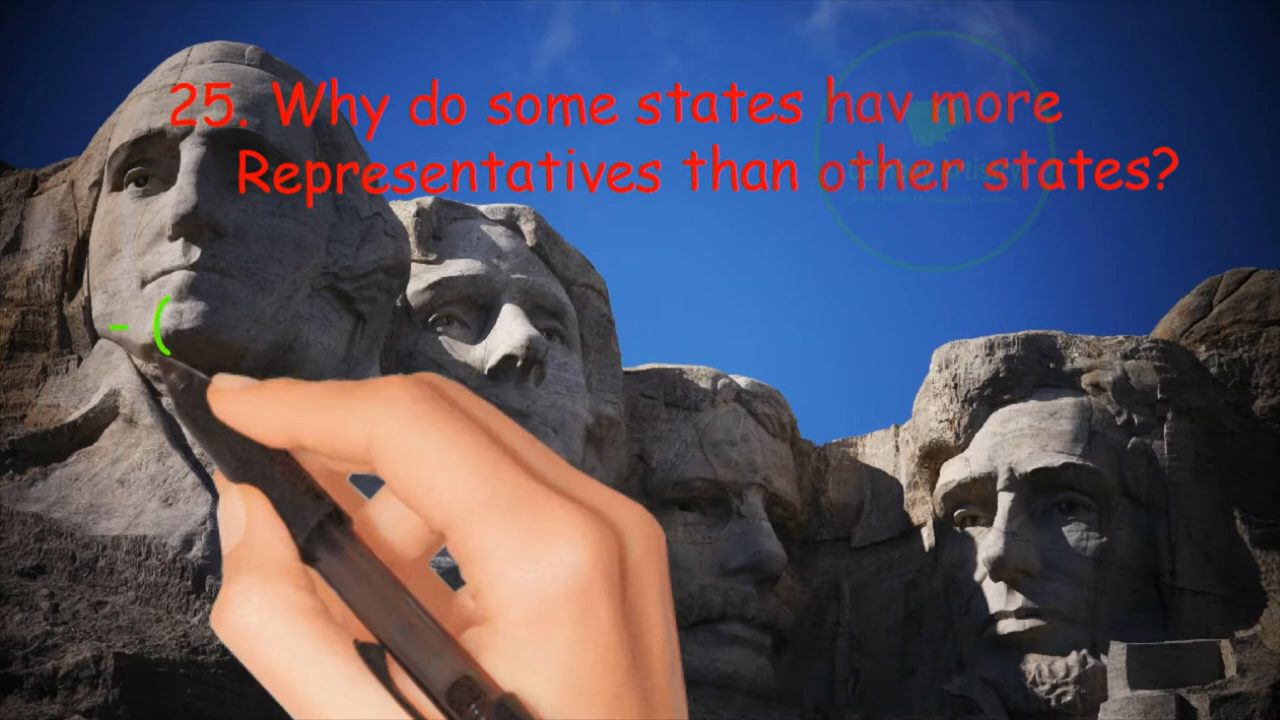 25. Why do some states hav more
Representatives than other states?
- (